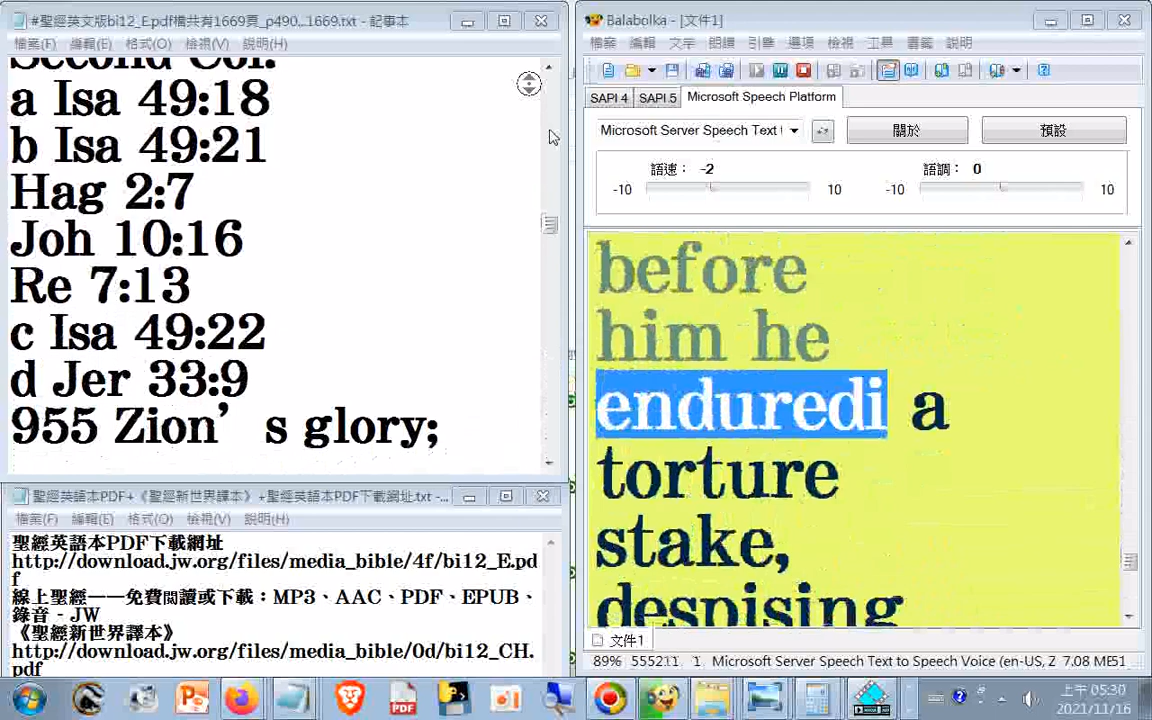 #聖經英文版bi12_E.pdf檔共有1669頁_p490,..1669.txt - 記事本
檔案(F) 編輯(E) 格式(O) 檢視(V) 說明(H)
Second Col.
a Isa 49:18
b Isa 49:21
Hag 2:7
Joh 10:16
Re 7:13
c Isa 49:22
d Jer 33:9
955 Zion’s glory;
聖經英語本PDF+《聖經新世界譯本》+聖經英語本PDF下載網址.txt -...
檔案(F) 編輯(E) 格式(O) 檢視(V) 說明(H)
聖經英語本PDF下載網址
http://download.jw.org/files/media_bible/4f/bi12_E.pd
f
線上聖經——免費閱讀或下載：MP3、AAC、PDF、EPUB、
錄音 - JW
《聖經新世界譯本》
http://download.jw.org/files/media_bible/0d/bi12_CH.
pdf
Balabolka - [文件1]
檔案 編輯 文字 朗讀 引擎 選項 檢視 工具 書籤 說明
SAPI 4 SAPI 5 Microsoft Speech Platform
Microsoft Server Speech Text 關於 預設
語速： -2 語調： 0
-10 10 -10 10
before
him he
enduredi a
torture
stake,
despising
文件1
89% 555211 1 Microsoft Server Speech Text to Speech Voice (en-US, Z 7.08 ME51
上午 05:30
2021/11/16